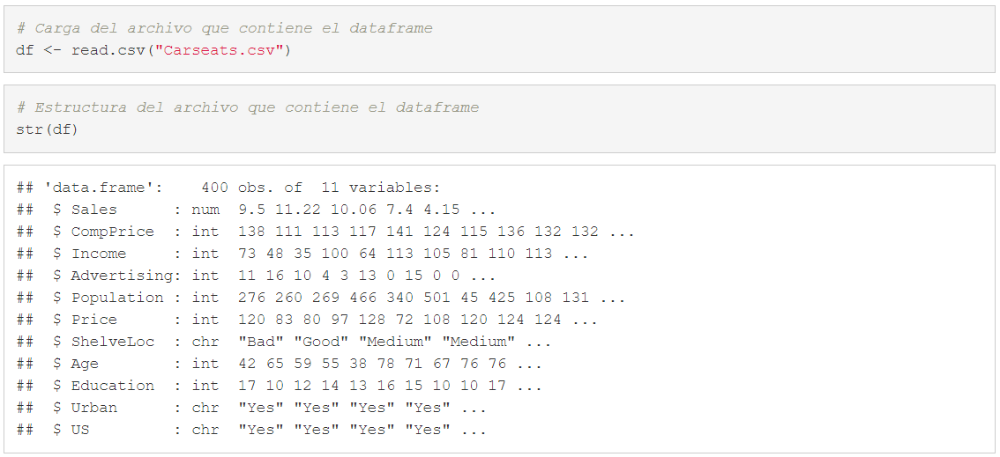 # Carga del archivo que contiene el dataframe
df <- read.csv("Carseats.csv")
# Estructura del archivo que contiene el dataframe
str(df)
## 'data.frame':    400 obs. of  11 variables:
##  $ Sales      : num  9.5 11.22 10.06 7.4 4.15 ...
##  $ CompPrice  : int  138 111 113 117 141 124 115 136 132 132 ...
##  $ Income     : int  73 48 35 100 64 113 105 81 110 113 ...
##  $ Advertising: int  11 16 10 4 3 13 0 15 0 0 ...
##  $ Population : int  276 260 269 466 340 501 45 425 108 131 ...
##  $ Price      : int  120 83 80 97 128 72 108 120 124 124 ...
##  $ ShelveLoc  : chr  "Bad" "Good" "Medium" "Medium" ...
##  $ Age        : int  42 65 59 55 38 78 71 67 76 76 ...
##  $ Education  : int  17 10 12 14 13 16 15 10 10 17 ...
##  $ Urban      : chr  "Yes" "Yes" "Yes" "Yes" ...
##  $ US         : chr  "Yes" "Yes" "Yes" "Yes" ...